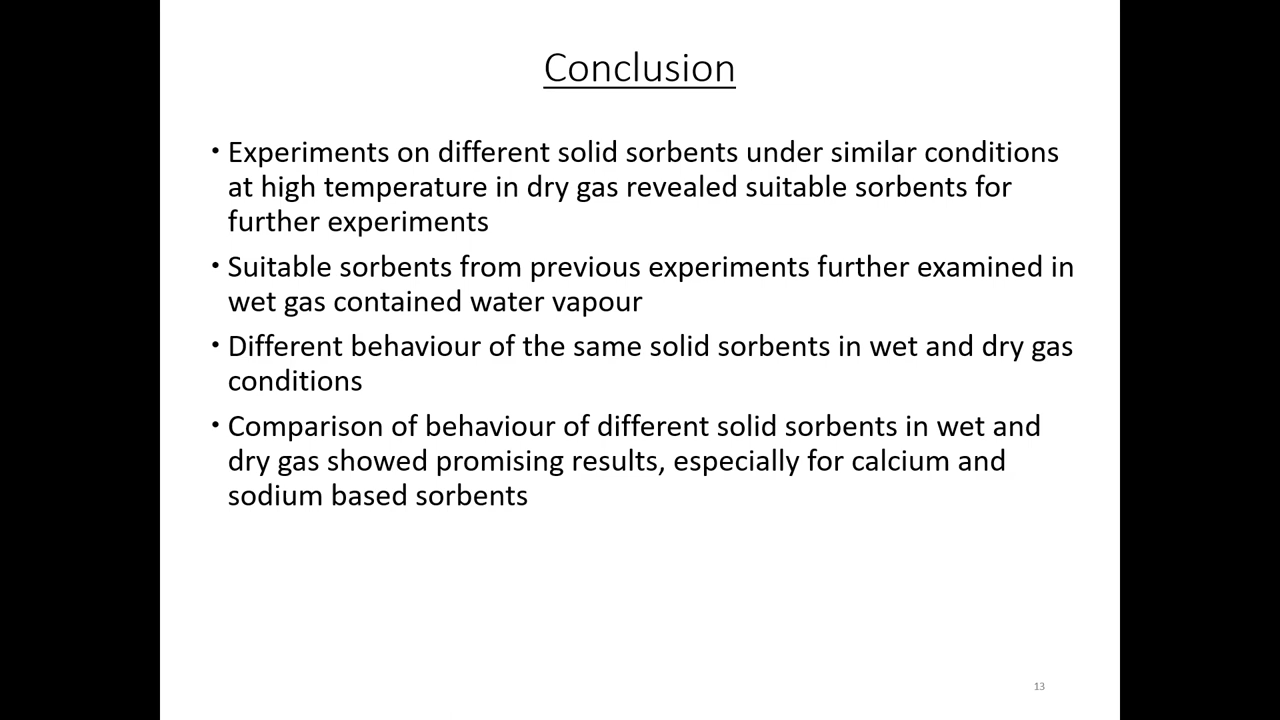 Conclusion
• Experiments on different solid sorbents under similar conditions
at high temperature in dry gas revealed suitable sorbents for
further experiments
• Suitable sorbents from previous experiments further examined in
wet gas contained water vapour
• Different behaviour of the same solid sorbents in wet and dry gas
conditions
• Comparison of behaviour of different solid sorbents in wet and
dry gas showed promising results, especially for calcium and
sodium based sorbents
13